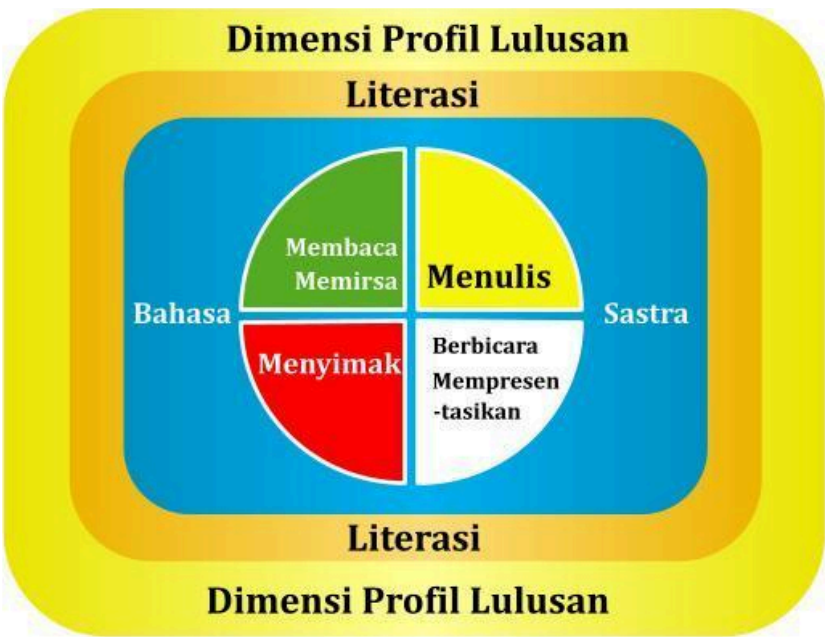 Dimensi Profil Lulusan
Literasi
Membaca
Memirsa
Menulis
Bahasa
Sastra
Menyimak
Berbicara
Mempresen
-tasikan
Literasi
Dimensi Profil Lulusan